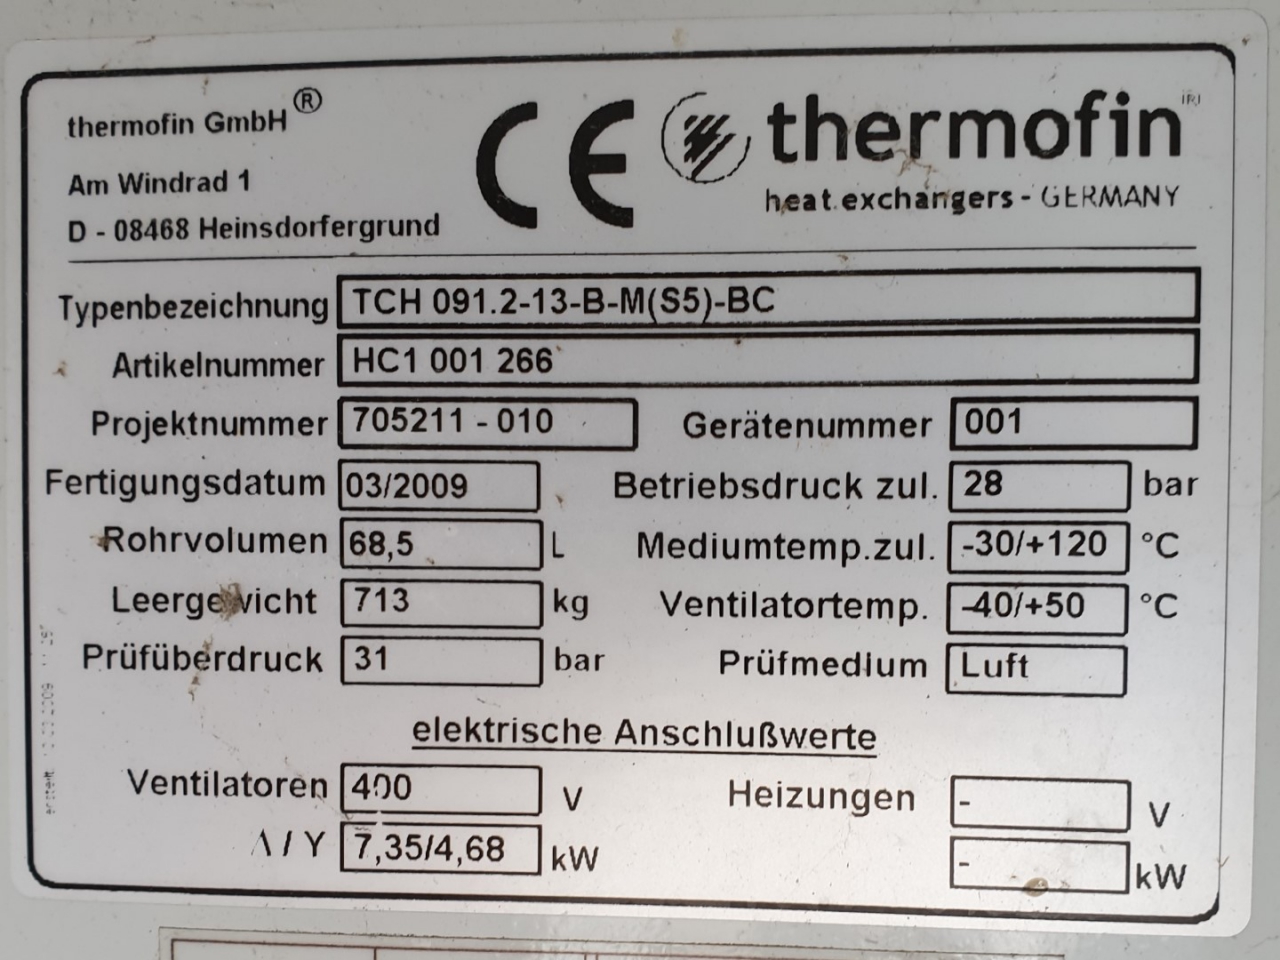 thermofin GmbH®
Am Windrad 1
D - 08468 Heinsdorfergrund
CE
thermofin
heat exchangers - GERMANY
Typenbezeichnung TCH 091.2-13-B-M(S5)-BC
Artikelnummer HC1 001 266
Projektnummer 705211 - 010 Gerätenummer 001
Fertigungsdatum 03/2009 Betriebsdruck zul. 28 bar
Rohrvolumen 68,5 L Mediumtemp.zul. -30/+120 °C
Leergewicht 713 kg Ventilatortemp. -40/+50 °C
Prüfüberdruck 31 bar Prüfmedium Luft
elektrische Anschlußwerte
Ventilatoren 400 V Heizungen - V
Δ / Y 7,35/4,68 kW - kW